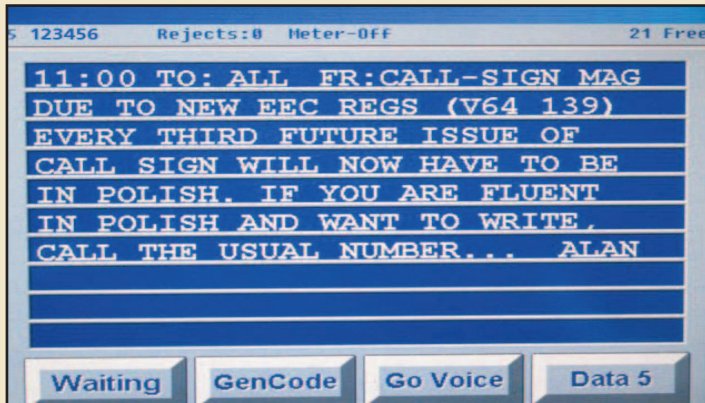 5 123456 Rejects:0 Meter-Off 21 Free
11:00 TO: ALL FR:CALL-SIGN MAG
DUE TO NEW EEC REGS (V64 139)
EVERY THIRD FUTURE ISSUE OF
CALL SIGN WILL NOW HAVE TO BE
IN POLISH. IF YOU ARE FLUENT
IN POLISH AND WANT TO WRITE,
CALL THE USUAL NUMBER... ALAN
Waiting GenCode Go Voice Data 5